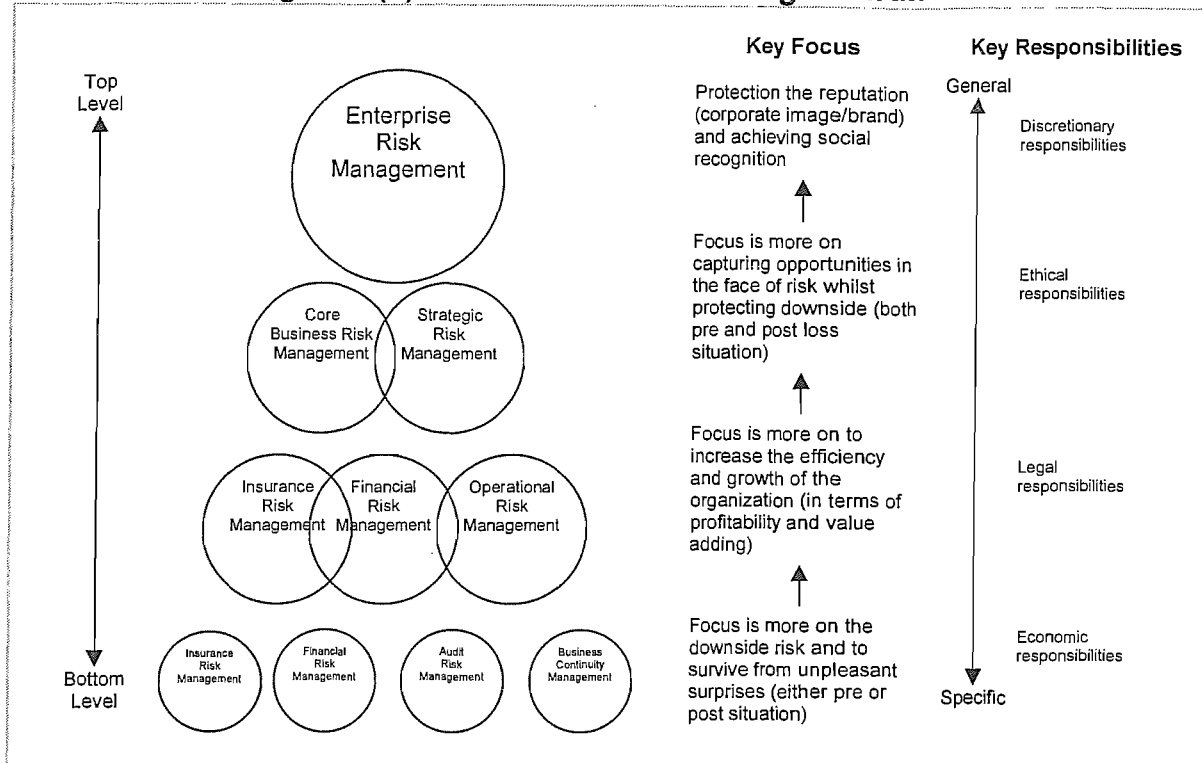 Key Focus
Key Responsibilities
Top
Level
Bottom
Level
Enterprise
Risk
Management
Core
Business Risk
Management
Strategic
Risk
Management
Insurance
Risk
Management
Financial
Risk
Management
Operational
Risk
Management
Insurance
Risk
Management
Financial
Risk
Management
Audit
Risk
Management
Business
Continuity
Management
Protection the reputation
(corporate image/brand)
and achieving social
recognition
Focus is more on
capturing opportunities in
the face of risk whilst
protecting downside (both
pre and post loss
situation)
Focus is more on to
increase the efficiency
and growth of the
organization (in terms of
profitability and value
adding)
Focus is more on the
downside risk and to
survive from unpleasant
surprises (either pre or
post situation)
General
Discretionary
responsibilities
Ethical
responsibilities
Legal
responsibilities
Economic
responsibilities
Specific